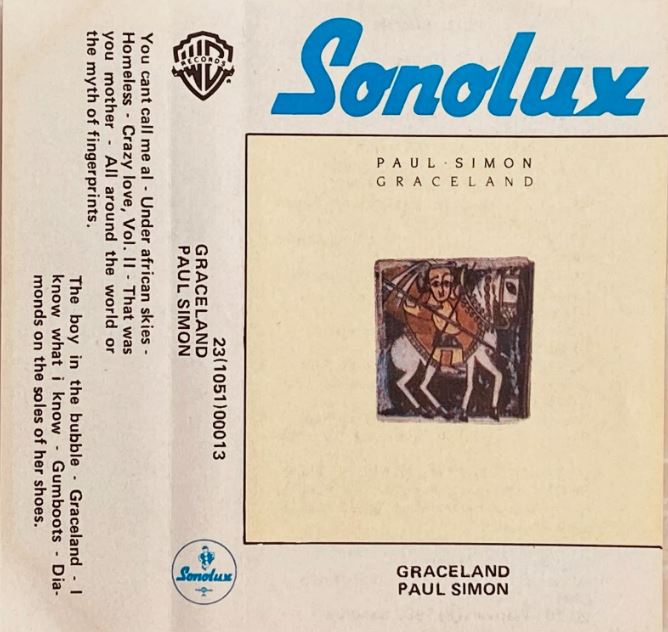 Sonolux
PAUL · SIMON
GRACELAND
GRACELAND
PAUL SIMON
W RECORDS
GRACELAND
PAUL SIMON
23(1051)00013
Sonolux
You cant call me al - Under african skies -
Homeless - Crazy love, Vol. II - That was
you mother - All around the world or
the myth of fingerprints.
The boy in the bubble - Graceland - I
know what i know - Gumboots - Dia-
monds on the soles of her shoes.